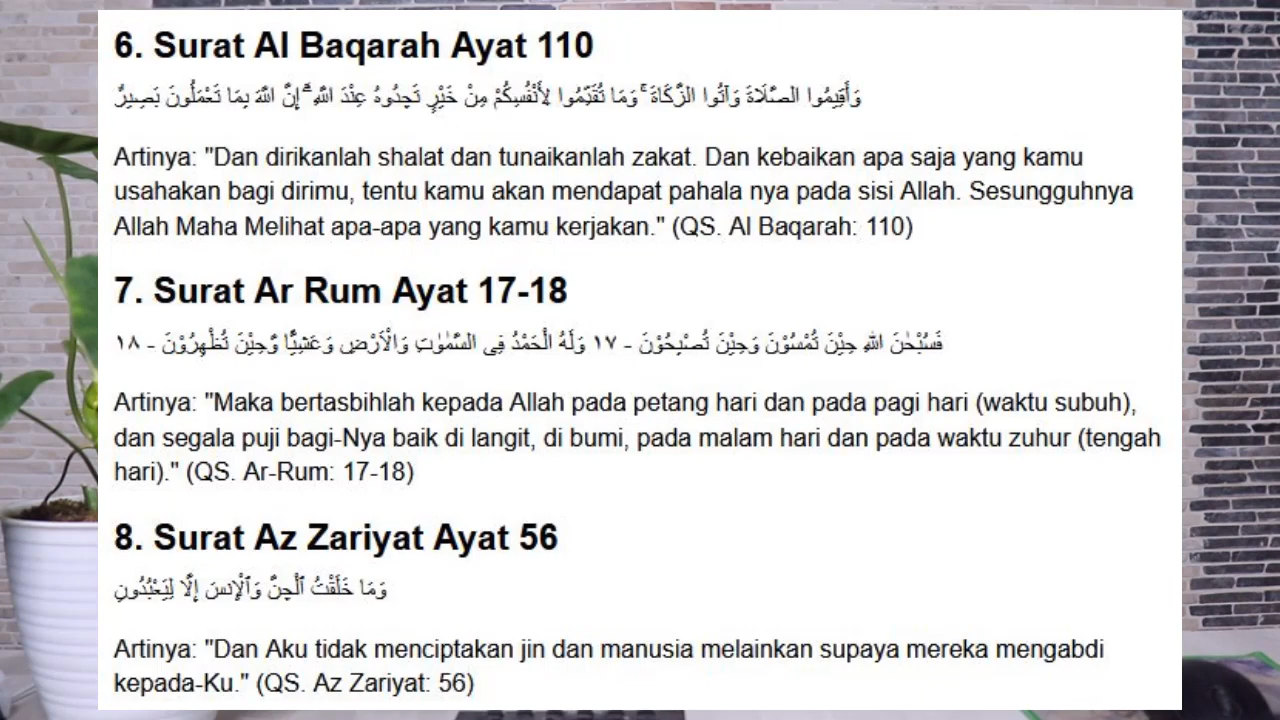 6. Surat Al Baqarah Ayat 110
وَأَقِيمُوا الصَّلَاةَ وَآتُوا الزَّكَاةَ ۚ وَمَا تُقَدِّمُوا لِأَنْفُسِكُمْ مِنْ خَيْرٍ تَجِدُوهُ عِنْدَ اللَّهِ ۗ إِنَّ اللَّهَ بِمَا تَعْمَلُونَ بَصِيرٌ
Artinya: "Dan dirikanlah shalat dan tunaikanlah zakat. Dan kebaikan apa saja yang kamu
usahakan bagi dirimu, tentu kamu akan mendapat pahala nya pada sisi Allah. Sesungguhnya
Allah Maha Melihat apa-apa yang kamu kerjakan." (QS. Al Baqarah: 110)
7. Surat Ar Rum Ayat 17-18
فَسُبْحٰنَ اللّٰهِ حِيْنَ تُمْسُوْنَ وَحِيْنَ تُصْبِحُوْنَ - ١٧ وَلَهُ الْحَمْدُ فِى السَّمٰوٰتِ وَالْاَرْضِ وَعَشِيًّا وَّحِيْنَ تُظْهِرُوْنَ - ١٨
Artinya: "Maka bertasbihlah kepada Allah pada petang hari dan pada pagi hari (waktu subuh),
dan segala puji bagi-Nya baik di langit, di bumi, pada malam hari dan pada waktu zuhur (tengah
hari)." (QS. Ar-Rum: 17-18)
8. Surat Az Zariyat Ayat 56
وَمَا خَلَقْتُ ٱلْجِنَّ وَٱلْإِنسَ إِلَّا لِيَعْبُدُونِ
Artinya: "Dan Aku tidak menciptakan jin dan manusia melainkan supaya mereka mengabdi
kepada-Ku." (QS. Az Zariyat: 56)